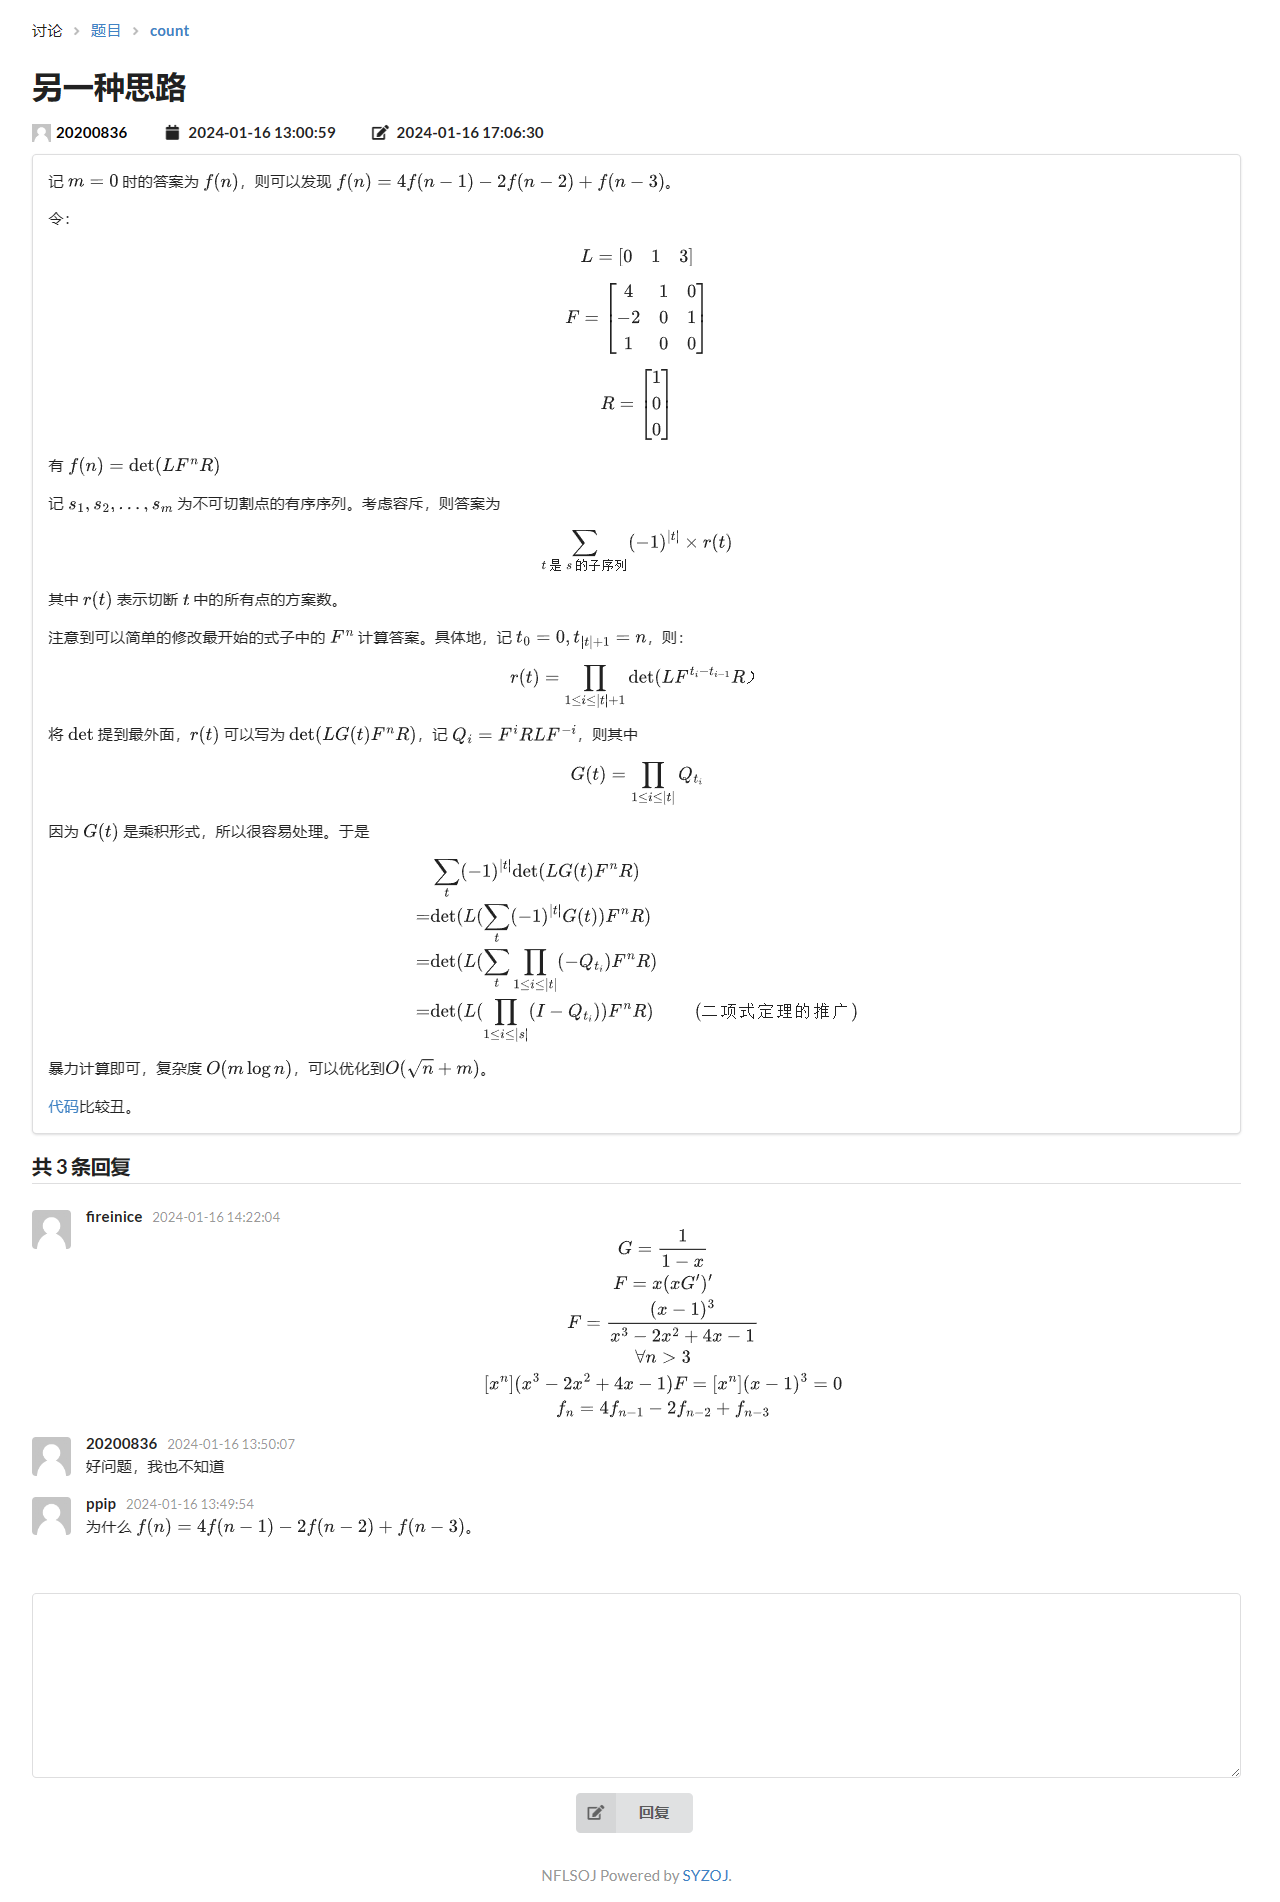 讨论 > 题目 > count
另一种思路
20200836 2024-01-16 13:00:59 2024-01-16 17:06:30
记 $m = 0$ 时的答案为 $f(n)$，则可以发现 $f(n) = 4f(n-1) - 2f(n-2) + f(n-3)$。
令：
$L = [0 \quad 1 \quad 3]$
$F = \begin{bmatrix} 4 & 1 & 0 \\ -2 & 0 & 1 \\ 1 & 0 & 0 \end{bmatrix}$
$R = \begin{bmatrix} 1 \\ 0 \\ 0 \end{bmatrix}$
有 $f(n) = \det(LF^nR)$
记 $s_1, s_2, \ldots, s_m$ 为不可切割点的有序序列。考虑容斥，则答案为
$\sum_{t 是 s 的子序列} (-1)^{|t|} \times r(t)$
其中 $r(t)$ 表示切断 $t$ 中的所有点的方案数。
注意到可以简单的修改最开始的式子中的 $F^n$ 计算答案。具体地，记 $t_0 = 0, t_{|t|+1} = n$，则：
$r(t) = \prod_{1 \le i \le |t|+1} \det(LF^{t_i - t_{i-1}}R)$
将 $\det$ 提到最外面，$r(t)$ 可以写为 $\det(LG(t)F^nR)$，记 $Q_i = F^iRLF^{-i}$，则其中
$G(t) = \prod_{1 \le i \le |t|} Q_{t_i}$
因为 $G(t)$ 是乘积形式，所以很容易处理。于是
$\sum_t (-1)^{|t|} \det(LG(t)F^nR)$
$= \det(L(\sum_t (-1)^{|t|} G(t))F^nR)$
$= \det(L(\sum_t \prod_{1 \le i \le |t|} (-Q_{t_i})F^nR)$
$= \det(L(\prod_{1 \le i \le |s|} (I - Q_{t_i}))F^nR)$ (二项式定理的推广)
暴力计算即可，复杂度 $O(m \log n)$，可以优化到$O(\sqrt{n} + m)$。
代码比较丑。
共 3 条回复
fireinice 2024-01-16 14:22:04
$G = \frac{1}{1-x}$
$F = x(xG')'$
$F = \frac{(x-1)^3}{x^3 - 2x^2 + 4x - 1}$
$\forall n > 3$
$[x^n](x^3 - 2x^2 + 4x - 1)F = [x^n](x-1)^3 = 0$
$f_n = 4f_{n-1} - 2f_{n-2} + f_{n-3}$
20200836 2024-01-16 13:50:07
好问题，我也不知道
ppip 2024-01-16 13:49:54
为什么 $f(n) = 4f(n-1) - 2f(n-2) + f(n-3)$。
回复
NFLSOJ Powered by SYZOJ.